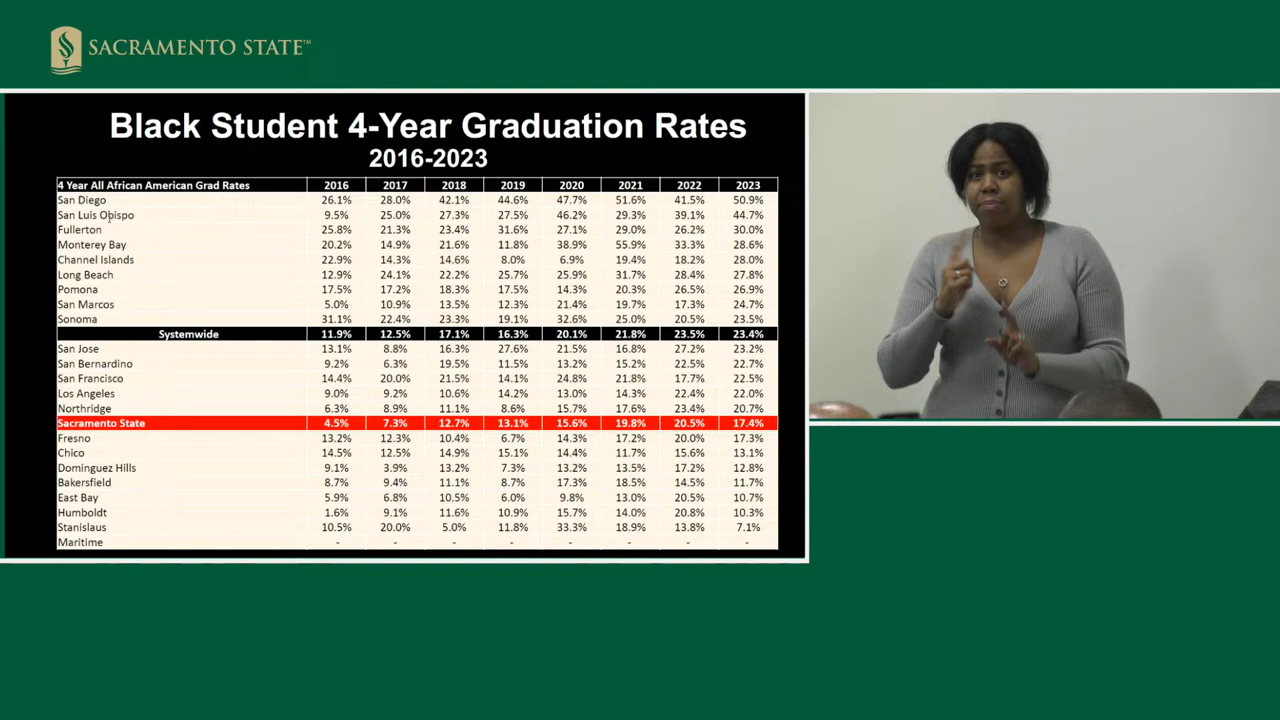 SACRAMENTO STATE™
Black Student 4-Year Graduation Rates
2016-2023
4 Year All African American Grad Rates 2016 2017 2018 2019 2020 2021 2022 2023
San Diego 26.1% 28.0% 42.1% 44.6% 47.7% 51.6% 41.5% 50.9%
San Luis Obispo 9.5% 25.0% 27.3% 27.5% 46.2% 29.3% 39.1% 44.7%
Fullerton 25.8% 21.3% 23.4% 31.6% 27.1% 29.0% 26.2% 30.0%
Monterey Bay 20.2% 14.9% 21.6% 11.8% 38.9% 55.9% 33.3% 28.6%
Channel Islands 22.9% 14.3% 14.6% 8.0% 6.9% 19.4% 18.2% 28.0%
Long Beach 12.9% 24.1% 22.2% 25.7% 25.9% 31.7% 28.4% 27.8%
Pomona 17.5% 17.2% 18.3% 17.5% 14.3% 20.3% 26.5% 26.9%
San Marcos 5.0% 10.9% 13.5% 12.3% 21.4% 19.7% 17.3% 24.7%
Sonoma 31.1% 22.4% 23.3% 19.1% 32.6% 25.0% 20.5% 23.5%
Systemwide 11.9% 12.5% 17.1% 16.3% 20.1% 21.8% 23.5% 23.4%
San Jose 13.1% 8.8% 16.3% 27.6% 21.5% 16.8% 27.2% 23.2%
San Bernardino 9.2% 6.3% 19.5% 11.5% 13.2% 15.2% 22.5% 22.7%
San Francisco 14.4% 20.0% 21.5% 14.1% 24.8% 21.8% 17.7% 22.5%
Los Angeles 9.0% 9.2% 10.6% 14.2% 13.0% 14.3% 22.4% 22.0%
Northridge 6.3% 8.9% 11.1% 8.6% 15.7% 17.6% 23.4% 20.7%
Sacramento State 4.5% 7.3% 12.7% 13.1% 15.6% 19.8% 20.5% 17.4%
Fresno 13.2% 12.3% 10.4% 6.7% 14.3% 17.2% 20.0% 17.3%
Chico 14.5% 12.5% 14.9% 15.1% 14.4% 11.7% 15.6% 13.1%
Dominguez Hills 9.1% 3.9% 13.2% 7.3% 13.2% 13.5% 17.2% 12.8%
Bakersfield 8.7% 9.4% 11.1% 8.7% 17.3% 18.5% 14.5% 11.7%
East Bay 5.9% 6.8% 10.5% 6.0% 9.8% 13.0% 20.5% 10.7%
Humboldt 1.6% 9.1% 11.6% 10.9% 15.7% 14.0% 20.8% 10.3%
Stanislaus 10.5% 20.0% 5.0% 11.8% 33.3% 18.9% 13.8% 7.1%
Maritime - - - - - - - -